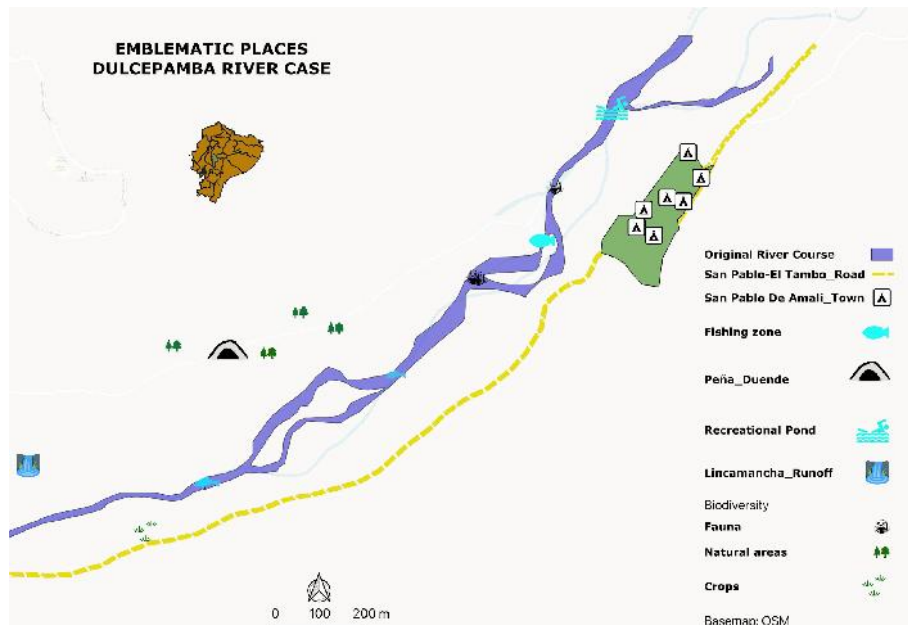 EMBLEMATIC PLACES
DULCEPAMBA RIVER CASE
Original River Course
San Pablo-El Tambo_Road
San Pablo De Amali_Town
Fishing zone
Peña_Duende
Recreational Pond
Lincamancha_Runoff
Biodiversity
Fauna
Natural areas
Crops
Basemap: OSM
0 100 200 m